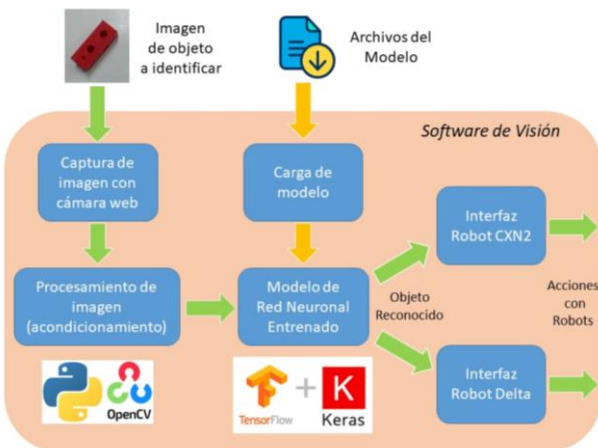 Imagen
de objeto
a identificar
Archivos del
Modelo
Software de Visión
Captura de
imagen con
cámara web
Carga de
modelo
Interfaz
Robot CXN2
Procesamiento de
imagen
(acondicionamiento)
Modelo de
Red Neuronal
Entrenado
Objeto
Reconocido
Acciones
con
Robots
Interfaz
Robot Delta
OpenCV
TensorFlow
+
K
Keras